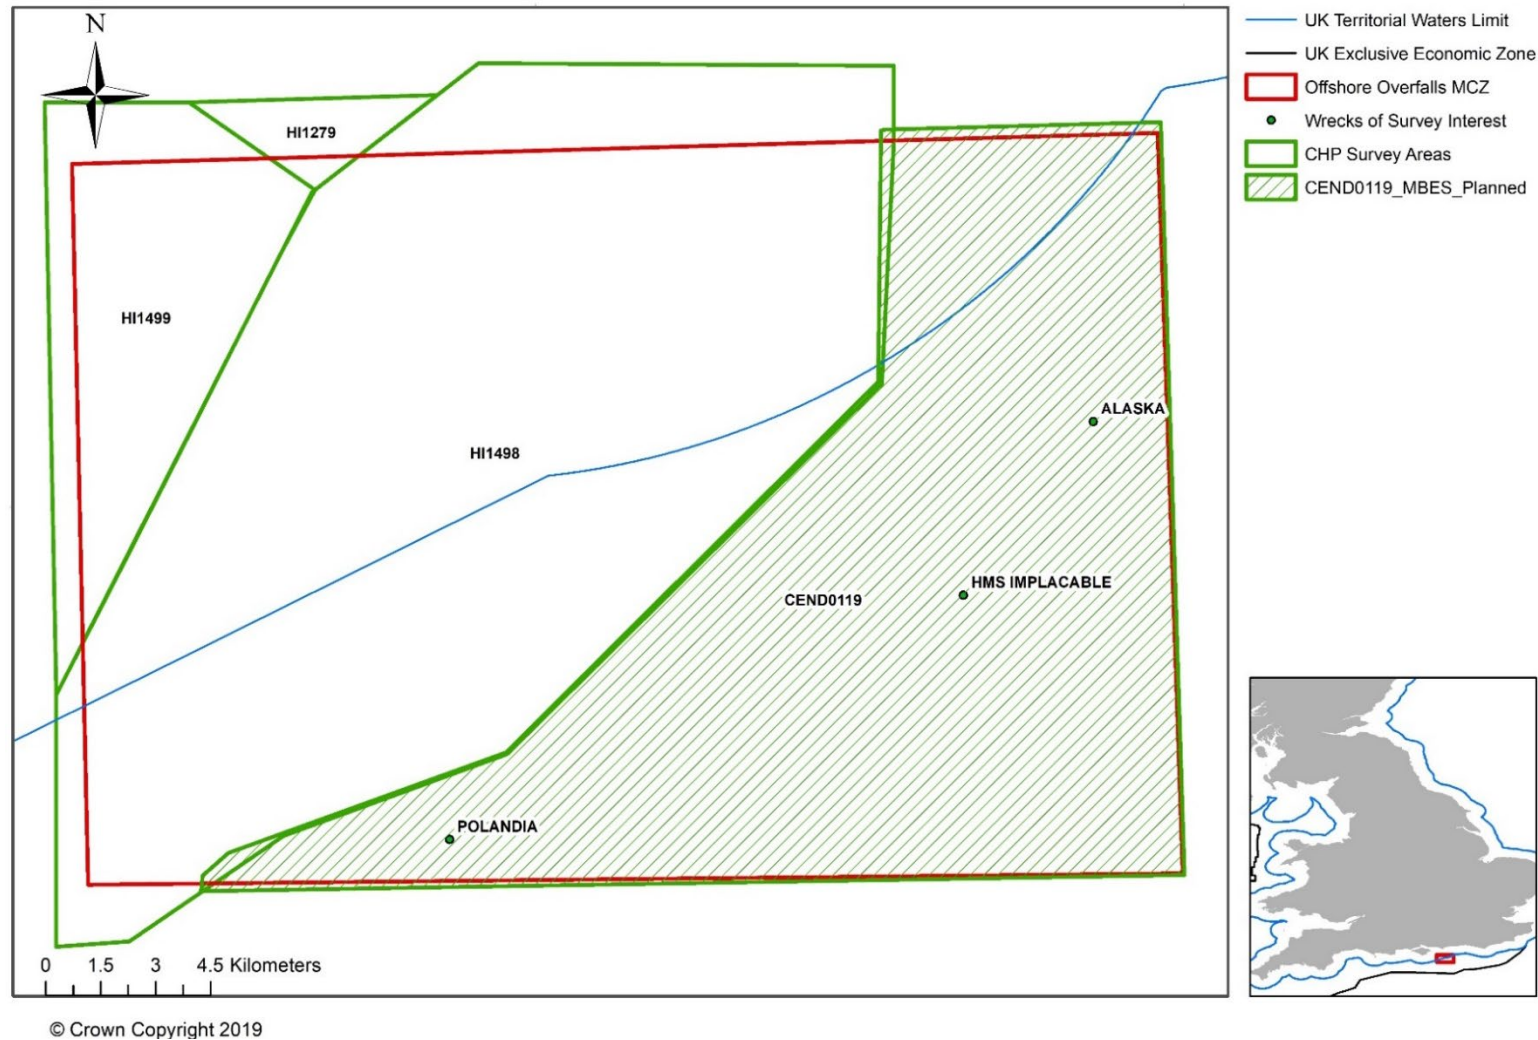 N
UK Territorial Waters Limit
UK Exclusive Economic Zone
Offshore Overfalls MCZ
Wrecks of Survey Interest
CHP Survey Areas
CEND0119_MBES_Planned
HI1279
HI1499
HI1498
ALASKA
HMS IMPLACABLE
CEND0119
POLANDIA
0 1.5 3 4.5 Kilometers
© Crown Copyright 2019